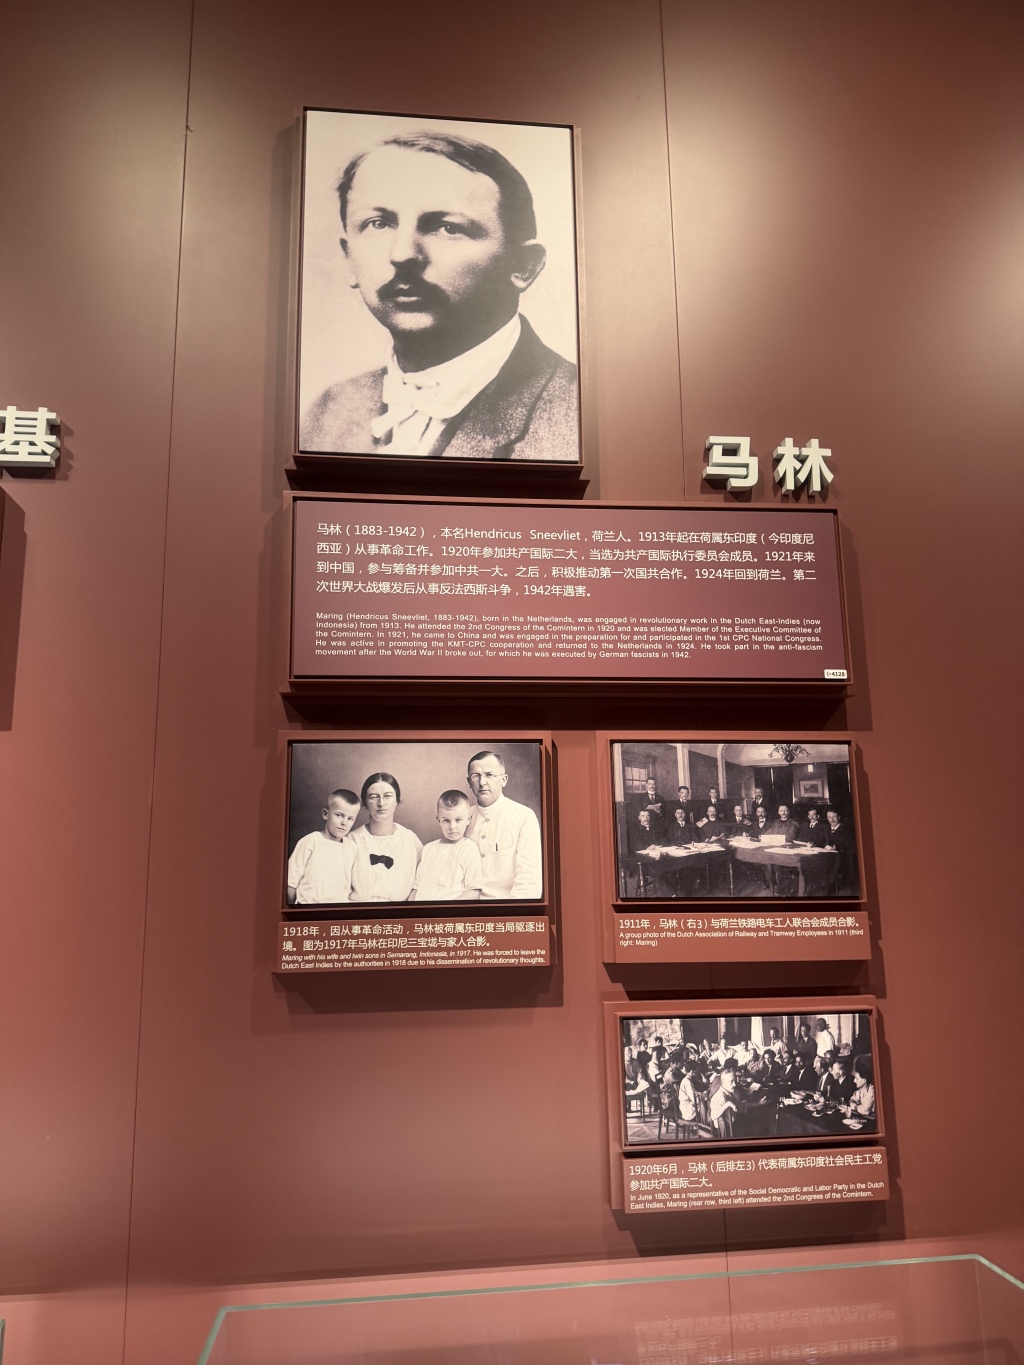 基
马林
马林（1883-1942），本名Hendricus Sneevliet，荷兰人。1913年起在荷属东印度（今印度尼
西亚）从事革命工作。1920年参加共产国际二大，当选为共产国际执行委员会成员。1921年来
到中国，参与筹备并参加中共一大。之后，积极推动第一次国共合作。1924年回到荷兰。第二
次世界大战爆发后从事反法西斯斗争，1942年遇害。
Maring (Hendricus Sneevliet, 1883-1942), born in the Netherlands, was engaged in revolutionary work in the Dutch East-Indies (now
Indonesia) from 1913. He attended the 2nd Congress of the Comintern in 1920 and was elected Member of the Executive Committee of
the Comintern. In 1921, he came to China and was engaged in the preparation for and participated in the 1st CPC National Congress.
He was active in promoting the KMT-CPC cooperation and returned to the Netherlands in 1924. He took part in the anti-fascism
movement after the World War II broke out, for which he was executed by German fascists in 1942.
1918年，因从事革命活动，马林被荷属东印度当局驱逐出
境。图为1917年马林在印尼三宝垅与家人合影。
Maring with his wife and twin sons in Semarang, Indonesia, in 1917. He was forced to leave the
Dutch East Indies by the authorities in 1918 due to his dissemination of revolutionary thoughts.
1911年，马林（右3）与荷兰铁路电车工人联合会成员合影。
A group photo of the Dutch Association of Railway and Tramway Employees in 1911 (third
right: Maring)
1920年6月，马林（后排左3）代表荷属东印度社会民主工党
参加共产国际二大。
In June 1920, as a representative of the Social Democratic and Labor Party in the Dutch
East Indies, Maring (rear row, third left) attended the 2nd Congress of the Comintern.